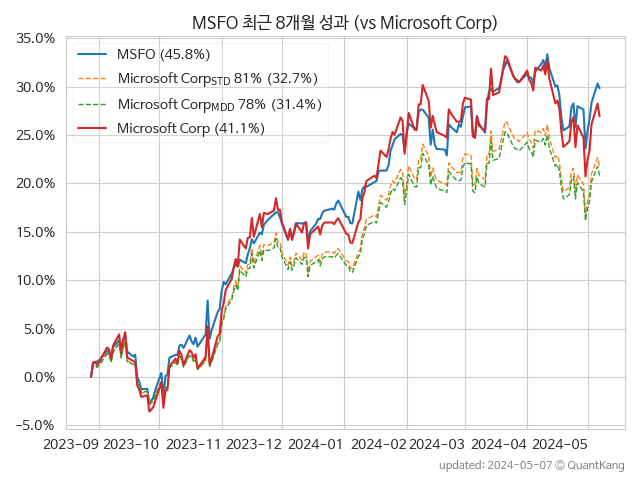 MSFO 최근 8개월 성과 (vs Microsoft Corp)
35.0%
30.0%
25.0%
20.0%
15.0%
10.0%
5.0%
0.0%
−5.0%
MSFO (45.8%)
Microsoft CorpSTD 81% (32.7%)
Microsoft CorpMDD 78% (31.4%)
Microsoft Corp (41.1%)
2023-09 2023-10 2023-11 2023-12 2024-01 2024-02 2024-03 2024-04 2024-05
updated: 2024-05-07 © QuantKang